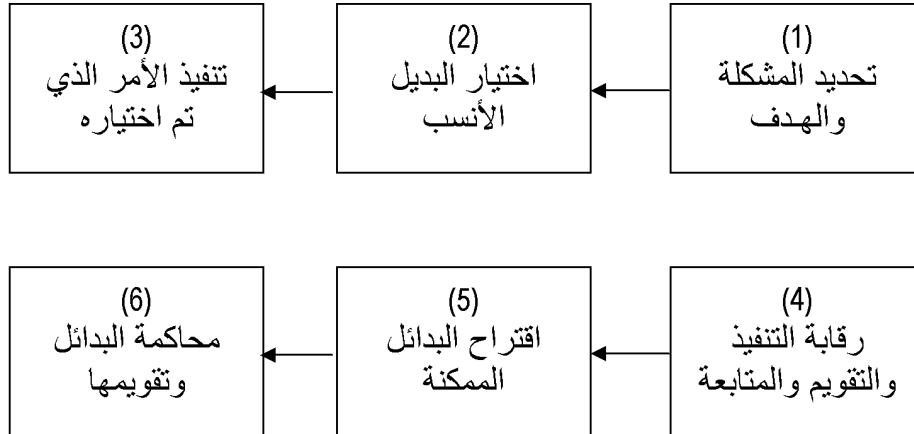 (1)
تحديد المشكلة
والهدف
(2)
اختيار البديل
الأنسب
(3)
تنفيذ الأمر الذي
تم اختياره
(4)
رقابة التنفيذ
والتقويم والمتابعة
(5)
اقتراح البدائل
الممكنة
(6)
محاكمة البدائل
وتقويمها